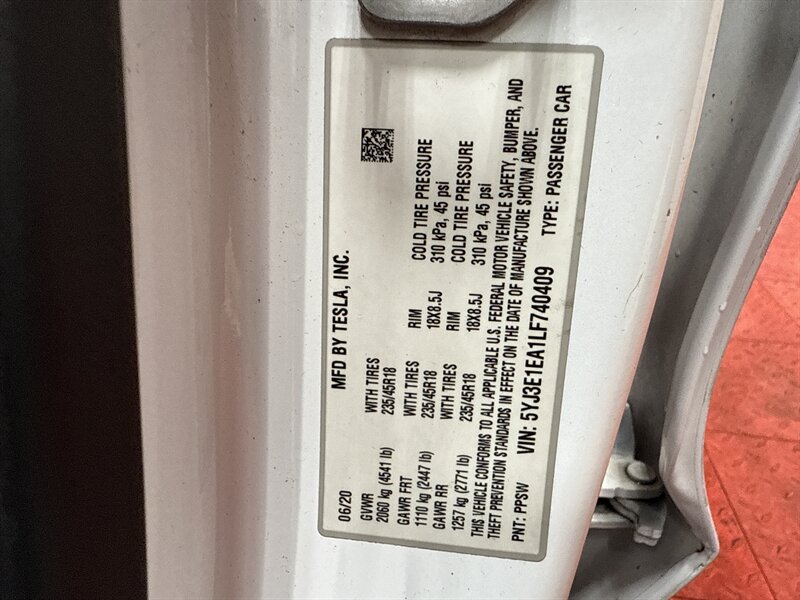 06/20 MFD BY TESLA, INC.
GVWR WITH TIRES
2060 kg (4541 lb) 235/45R18
GAWR FRT WITH TIRES RIM COLD TIRE PRESSURE
1110 kg (2447 lb) 235/45R18 18X8.5J 310 kPa, 45 psi
GAWR RR WITH TIRES RIM COLD TIRE PRESSURE
1257 kg (2771 lb) 235/45R18 18X8.5J 310 kPa, 45 psi
THIS VEHICLE CONFORMS TO ALL APPLICABLE U.S. FEDERAL MOTOR VEHICLE SAFETY, BUMPER, AND
THEFT PREVENTION STANDARDS IN EFFECT ON THE DATE OF MANUFACTURE SHOWN ABOVE.
PNT: PPSW VIN: 5YJ3E1EA1LF740409 TYPE: PASSENGER CAR